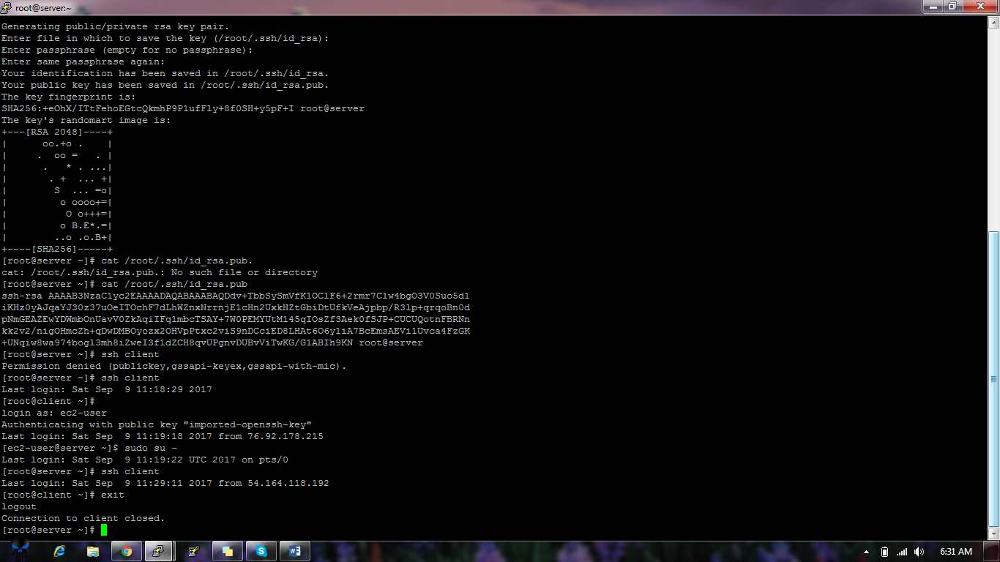 root@server:~
Generating public/private rsa key pair.
Enter file in which to save the key (/root/.ssh/id_rsa):
Enter passphrase (empty for no passphrase):
Enter same passphrase again:
Your identification has been saved in /root/.ssh/id_rsa.
Your public key has been saved in /root/.ssh/id_rsa.pub.
The key fingerprint is:
SHA256:+eOhX/ITtFehoEGtcQkmhP9P1ufFly+8f0SH+y5pF+I root@server
The key's randomart image is:
+---[RSA 2048]----+
|      oo.+o .    |
|     .  oo =   . |
|      .   * . ...|
|       . +  ... +|
|        S  ... =o|
|         o oooo+=|
|          O o+++=|
|         o B.E*.=|
|        ..o .o.B+|
+----[SHA256]-----+
[root@server ~]# cat /root/.ssh/id_rsa.pub.
cat: /root/.ssh/id_rsa.pub.: No such file or directory
[root@server ~]# cat /root/.ssh/id_rsa.pub
ssh-rsa AAAAB3NzaC1yc2EAAAADAQABAAABAQDdv+TbbSySmVfK1OClF6+2rmr7Clw4bgO3V0Suo5d1
iKHz0yAJqaYJ30z37uOeITOchF7dLhWZnxNrrnjE1cHn2UxkHZtGbiDtUfkVeAjpbp/R3lp+qrqoBn0d
pNmGEAZEwYDWmbOnUavV0ZkAqiIFq1mbcTSAY+7W0PEMYUtM145qIOsZf3Aek0fSJP+CUCUQotnFBRNn
kk2v2/nigOHmcZh+qDwDMBOyozx2OHVpPtxc2viS9nDCciED8LHAt6O6yliA7BcEmsAEVi1Uvca4FzGK
+UNqiw8wa974bogl3mh8iZweI3f1dZCH8qvUPgnvDUBvViTwKG/G1ABIh9KN root@server
[root@server ~]# ssh client
Permission denied (publickey,gssapi-keyex,gssapi-with-mic).
[root@server ~]# ssh client
Last login: Sat Sep  9 11:18:29 2017
[root@client ~]#
login as: ec2-user
Authenticating with public key "imported-openssh-key"
Last login: Sat Sep  9 11:19:18 2017 from 76.92.178.215
[ec2-user@server ~]$ sudo su -
Last login: Sat Sep  9 11:19:22 UTC 2017 on pts/0
[root@server ~]# ssh client
Last login: Sat Sep  9 11:29:11 2017 from 54.164.118.192
[root@client ~]# exit
logout
Connection to client closed.
[root@server ~]#
6:31 AM